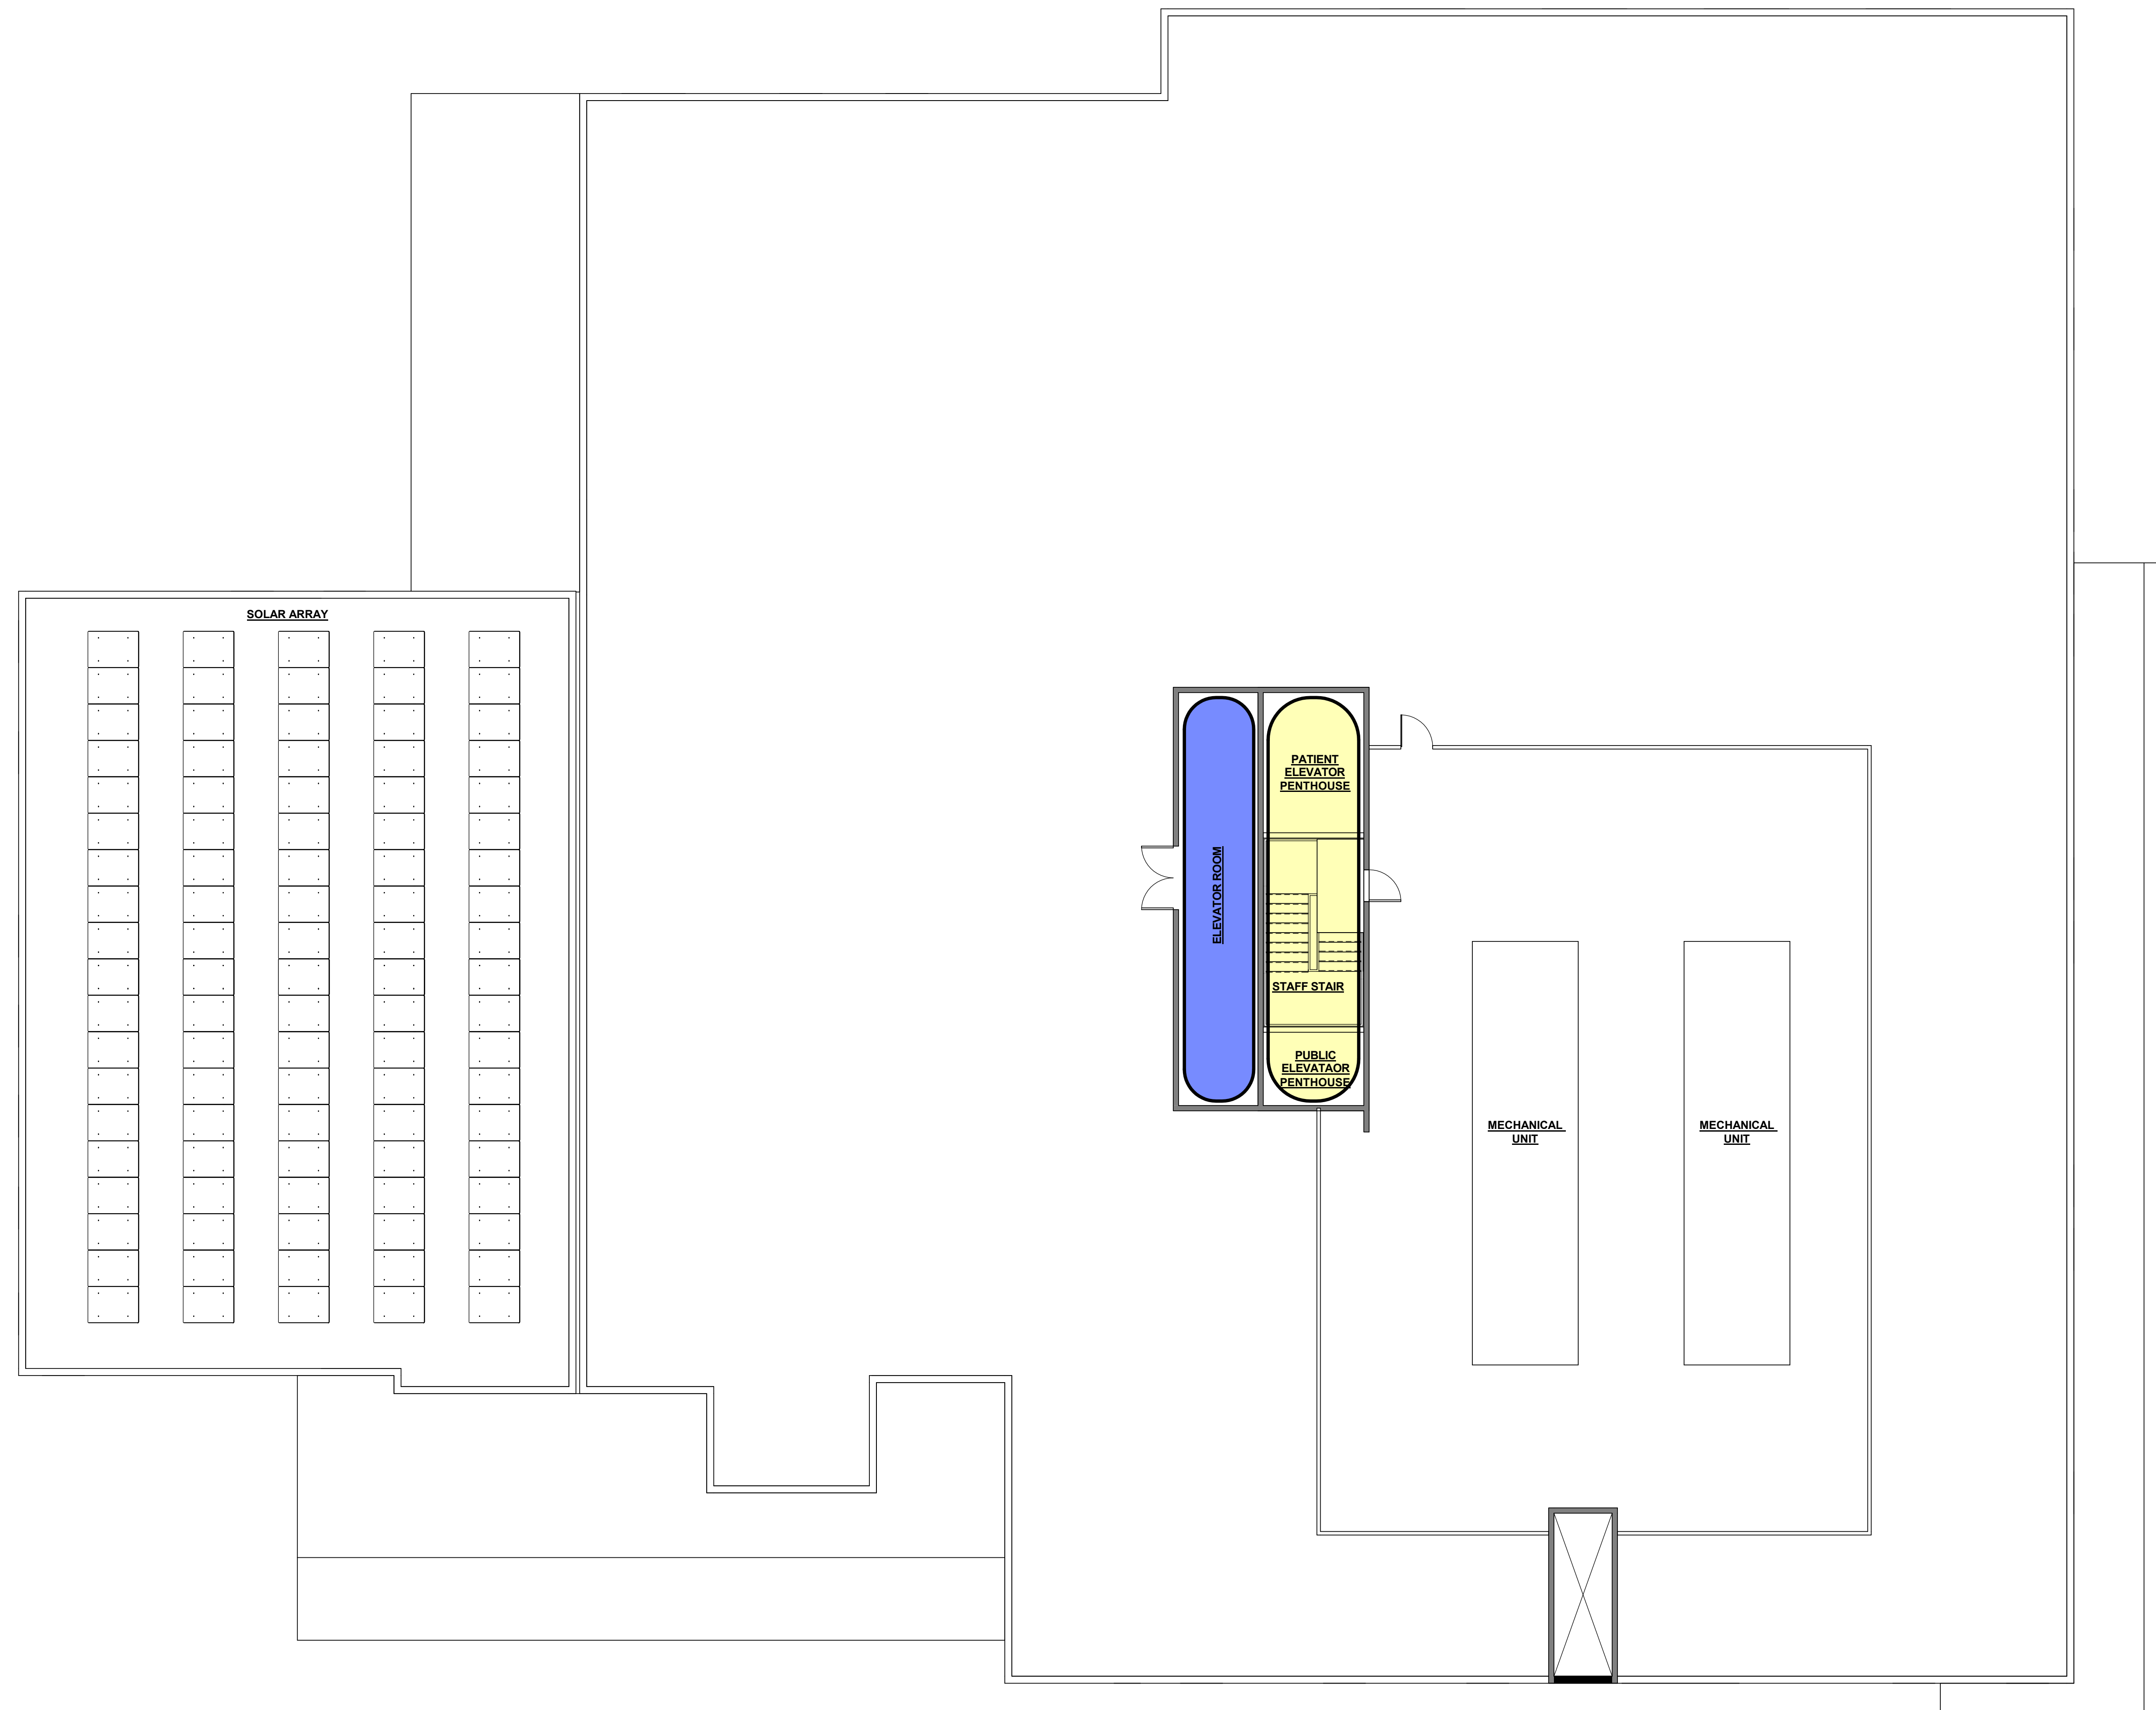 SOLAR ARRAY
PATIENT
ELEVATOR
PENTHOUSE
ELEVATOR ROOM
STAFF STAIR
PUBLIC
ELEVATAOR
PENTHOUSE
MECHANICAL
UNIT
MECHANICAL
UNIT